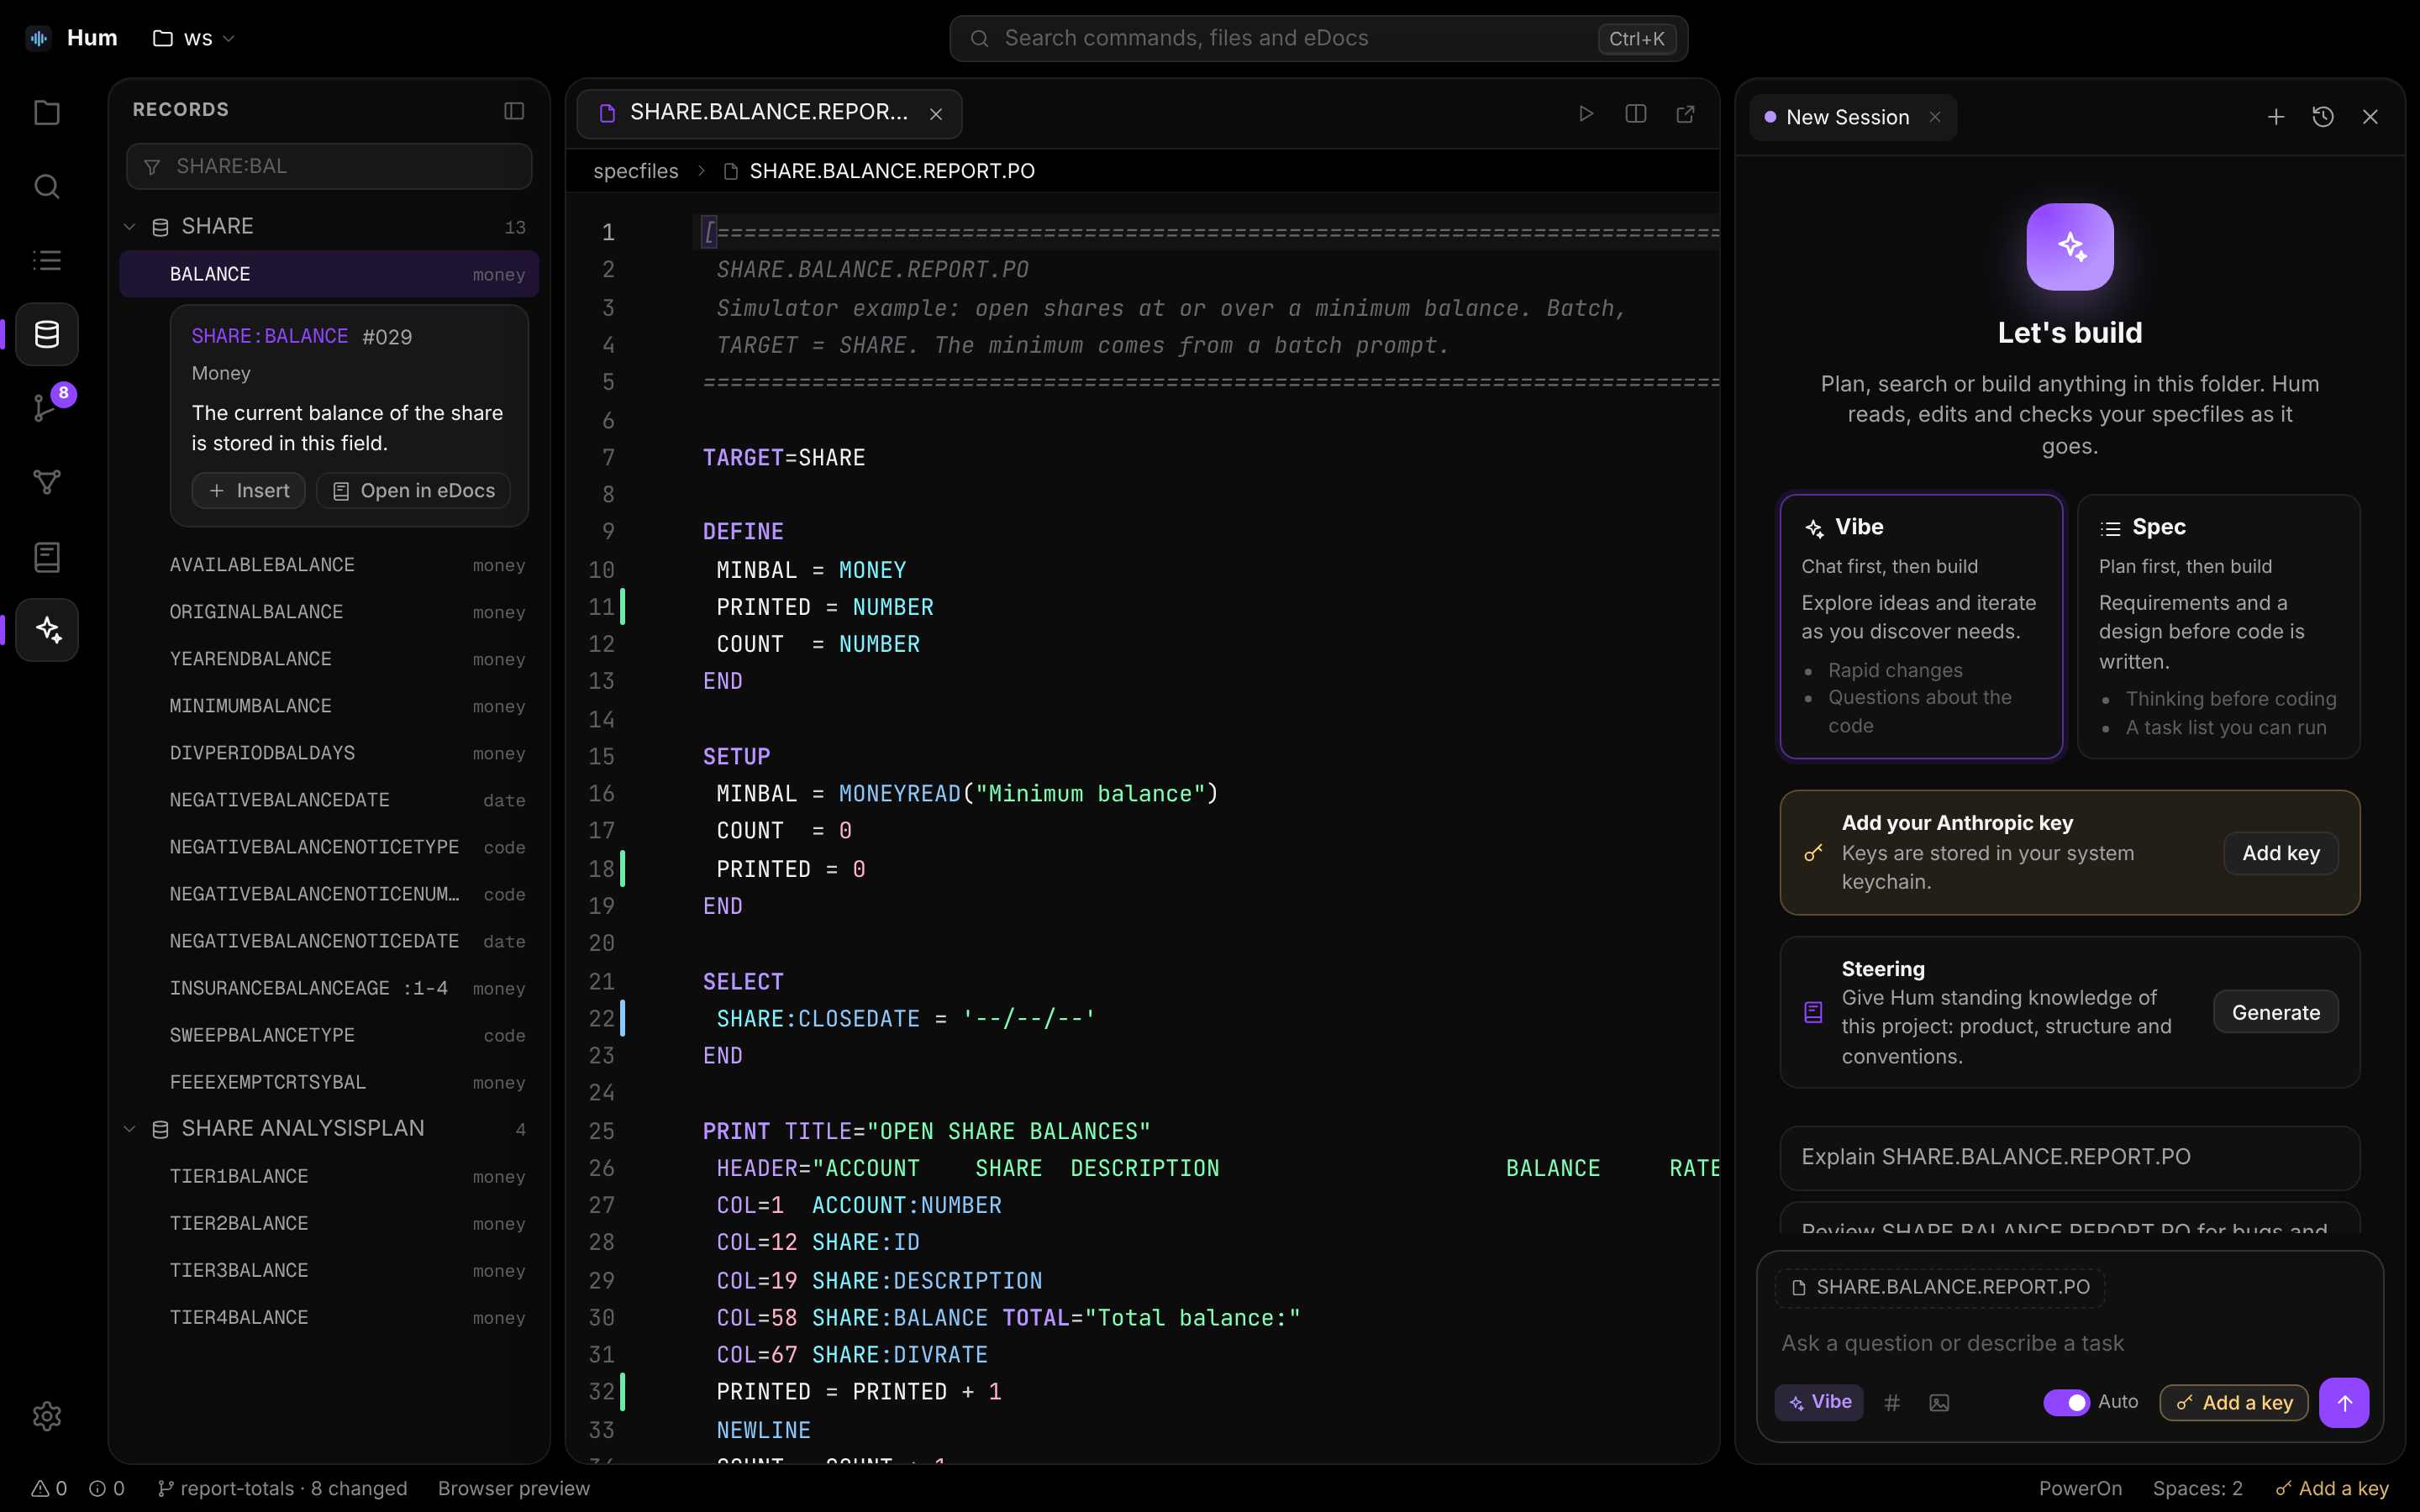 Hum
ws
Search commands, files and eDocs
Ctrl+K
RECORDS
SHARE:BAL
SHARE 13
BALANCE money
SHARE:BALANCE #029
Money
The current balance of the share
is stored in this field.
Insert
Open in eDocs
AVAILABLEBALANCE money
ORIGINALBALANCE money
YEARENDBALANCE money
MINIMUMBALANCE money
DIVPERIODBALDAYS money
NEGATIVEBALANCEDATE date
NEGATIVEBALANCENOTICETYPE code
NEGATIVEBALANCENOTICENUM… code
NEGATIVEBALANCENOTICEDATE date
INSURANCEBALANCEAGE :1-4 money
SWEEPBALANCETYPE code
FEEEXEMPTCRTSYBAL money
SHARE ANALYSISPLAN 4
TIER1BALANCE money
TIER2BALANCE money
TIER3BALANCE money
TIER4BALANCE money
8
SHARE.BALANCE.REPOR...
specfiles > SHARE.BALANCE.REPORT.PO
1 [===========================================================================
2 SHARE.BALANCE.REPORT.PO
3 Simulator example: open shares at or over a minimum balance. Batch,
4 TARGET = SHARE. The minimum comes from a batch prompt.
5 ===========================================================================
6
7 TARGET=SHARE
8
9 DEFINE
10 MINBAL = MONEY
11 PRINTED = NUMBER
12 COUNT  = NUMBER
13 END
14
15 SETUP
16 MINBAL = MONEYREAD("Minimum balance")
17 COUNT  = 0
18 PRINTED = 0
19 END
20
21 SELECT
22 SHARE:CLOSEDATE = '--/--/--'
23 END
24
25 PRINT TITLE="OPEN SHARE BALANCES"
26 HEADER="ACCOUNT    SHARE  DESCRIPTION                     BALANCE     RATE
27 COL=1  ACCOUNT:NUMBER
28 COL=12 SHARE:ID
29 COL=19 SHARE:DESCRIPTION
30 COL=58 SHARE:BALANCE TOTAL="Total balance:"
31 COL=67 SHARE:DIVRATE
32 PRINTED = PRINTED + 1
33 NEWLINE
34 COUNT = COUNT + 1
New Session
Let's build
Plan, search or build anything in this folder. Hum
reads, edits and checks your specfiles as it
goes.
Vibe
Chat first, then build
Explore ideas and iterate
as you discover needs.
• Rapid changes
• Questions about the
code
Spec
Plan first, then build
Requirements and a
design before code is
written.
• Thinking before coding
• A task list you can run
Add your Anthropic key
Keys are stored in your system
keychain.
Add key
Steering
Give Hum standing knowledge of
this project: product, structure and
conventions.
Generate
Explain SHARE.BALANCE.REPORT.PO
Review SHARE.BALANCE.REPORT.PO for bugs and
SHARE.BALANCE.REPORT.PO
Ask a question or describe a task
Vibe
Auto
Add a key
0 0 report-totals · 8 changed Browser preview
PowerOn Spaces: 2 Add a key